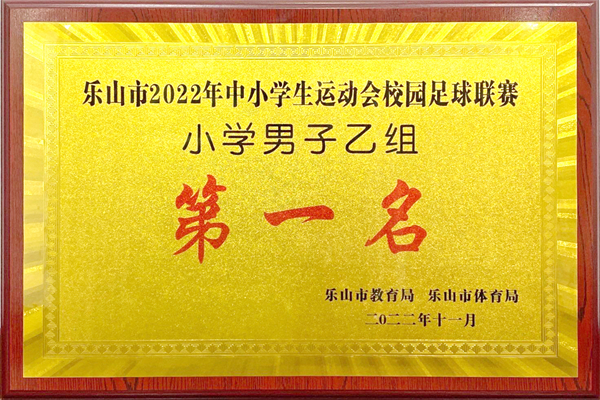 乐山市2022年中小学生运动会校园足球联赛
小学男子乙组
第一名
乐山市教育局 乐山市体育局
二〇二二年十一月